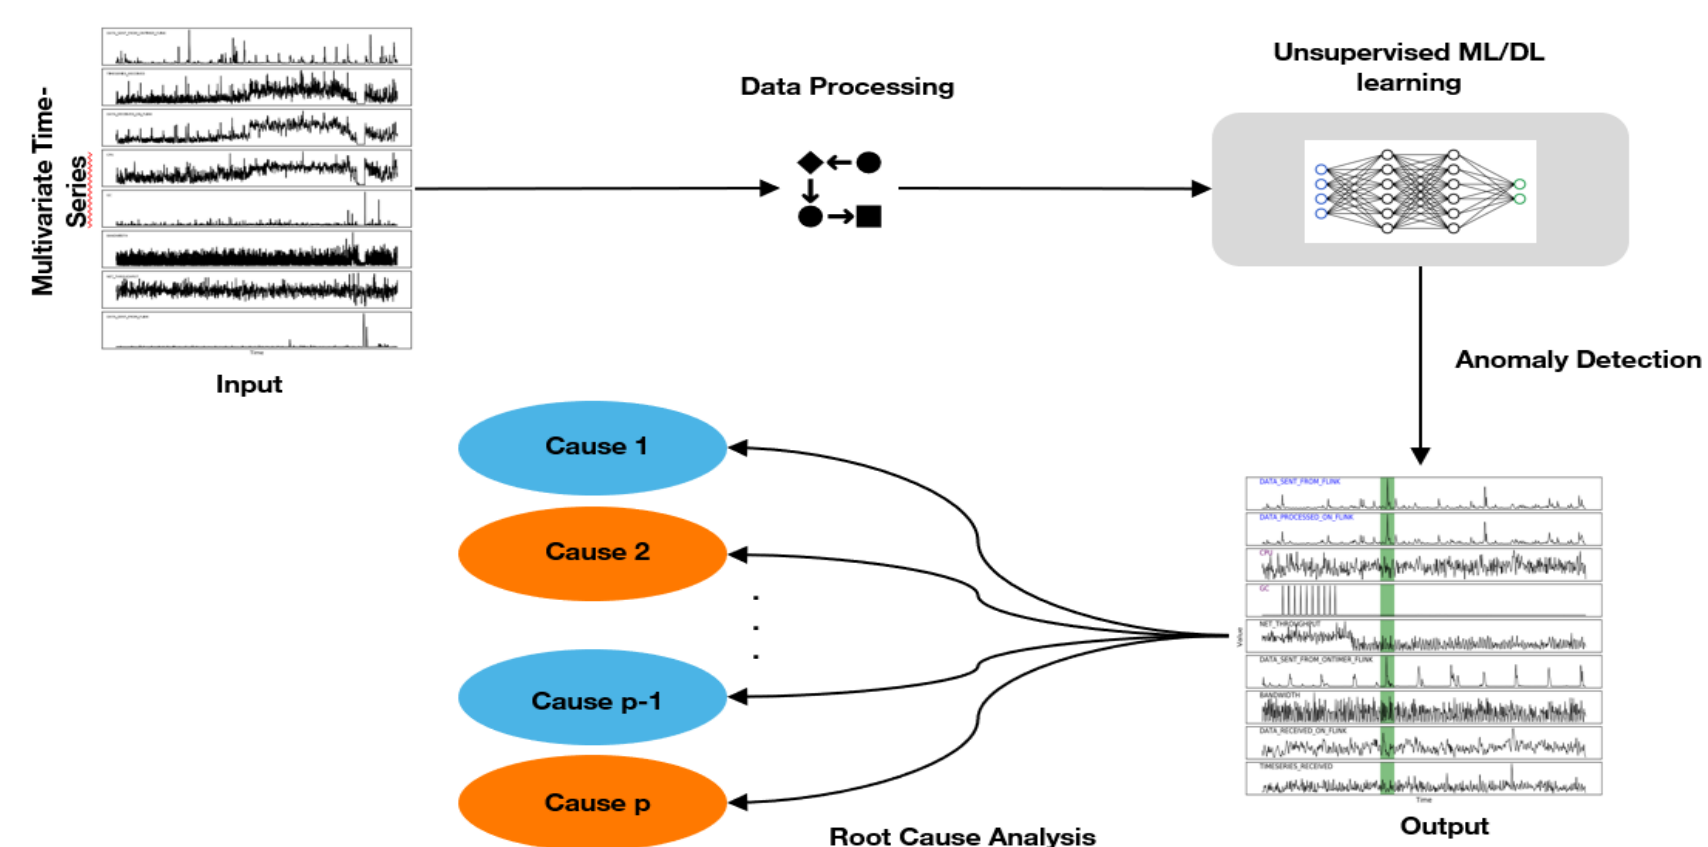 Multivariate Time-
Series
Time
Input
Data Processing
Unsupervised ML/DL
learning
Anomaly Detection
DATA_SENT_FROM_FLINK
DATA_PROCESSED_ON_FLINK
CPU
GC
NET_THROUGHPUT
DATA_SENT_FROM_ONTIMER_FLINK
BANDWIDTH
DATA_RECEIVED_ON_FLINK
TIMESERIES_RECEIVED
Value
Time
Output
Cause 1
Cause 2
.
.
.
Cause p-1
Cause p
Root Cause Analysis